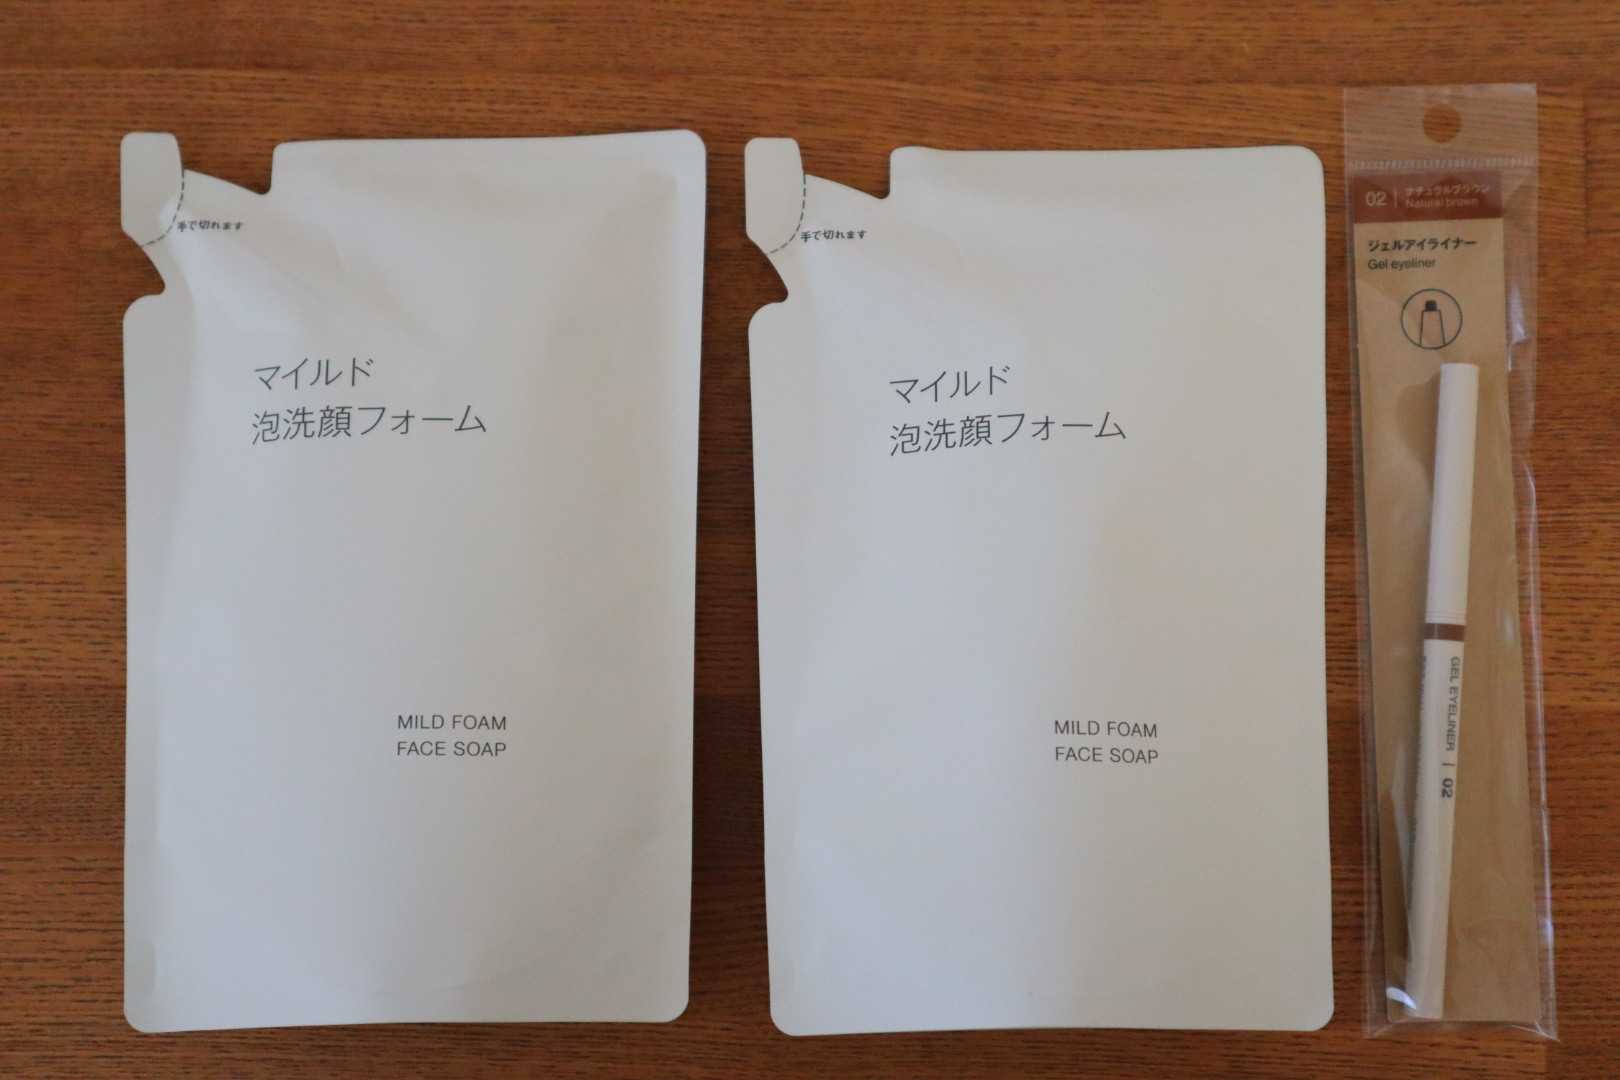 手で切れます
マイルド
泡洗顔フォーム
MILD FOAM
FACE SOAP
手で切れます
マイルド
泡洗顔フォーム
MILD FOAM
FACE SOAP
02 | ナチュラルブラウン
Natural brown
ジェルアイライナー
Gel eyeliner
GEL EYELINER | 02